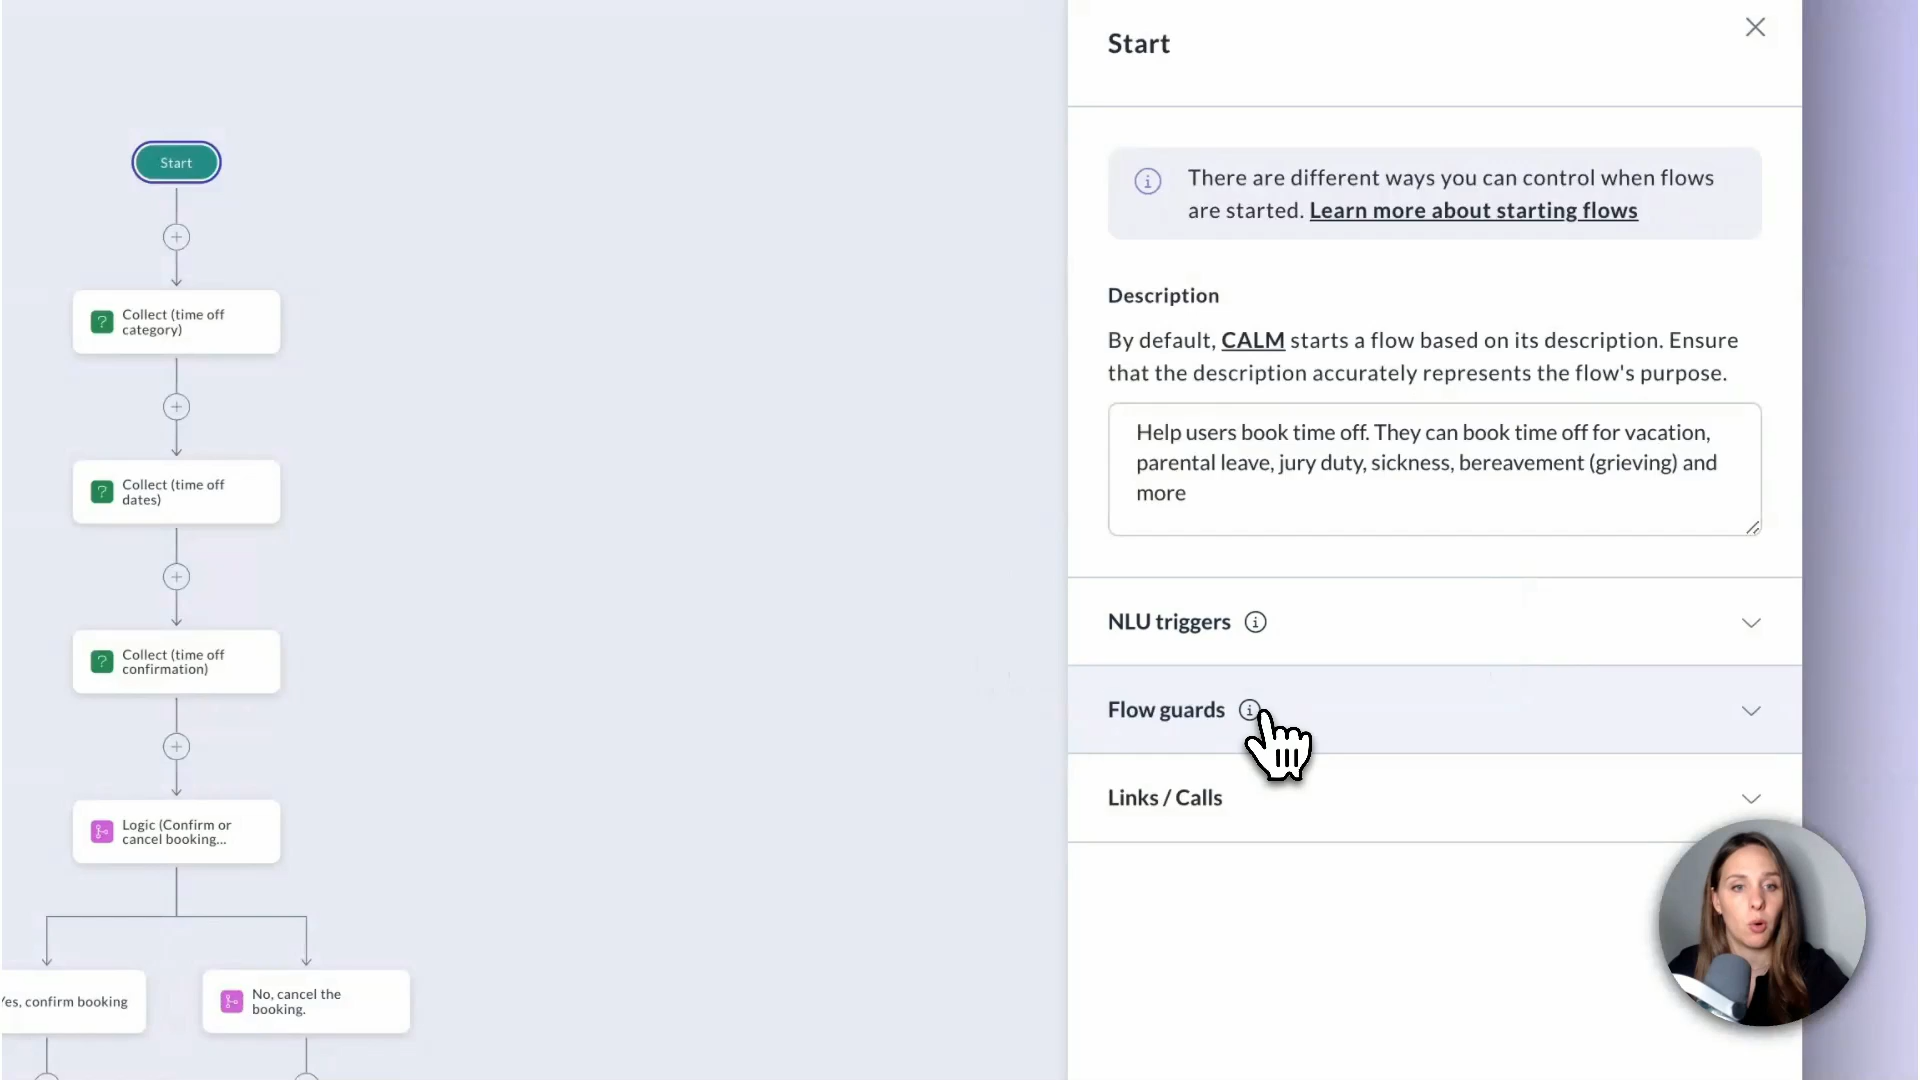 Start
Collect (time off
category)
Collect (time off
dates)
Collect (time off
confirmation)
Logic (Confirm or
cancel booking...
Yes, confirm booking
No, cancel the
booking.
Start
There are different ways you can control when flows
are started. Learn more about starting flows
Description
By default, CALM starts a flow based on its description. Ensure
that the description accurately represents the flow's purpose.
Help users book time off. They can book time off for vacation,
parental leave, jury duty, sickness, bereavement (grieving) and
more
NLU triggers
Flow guards
Links / Calls